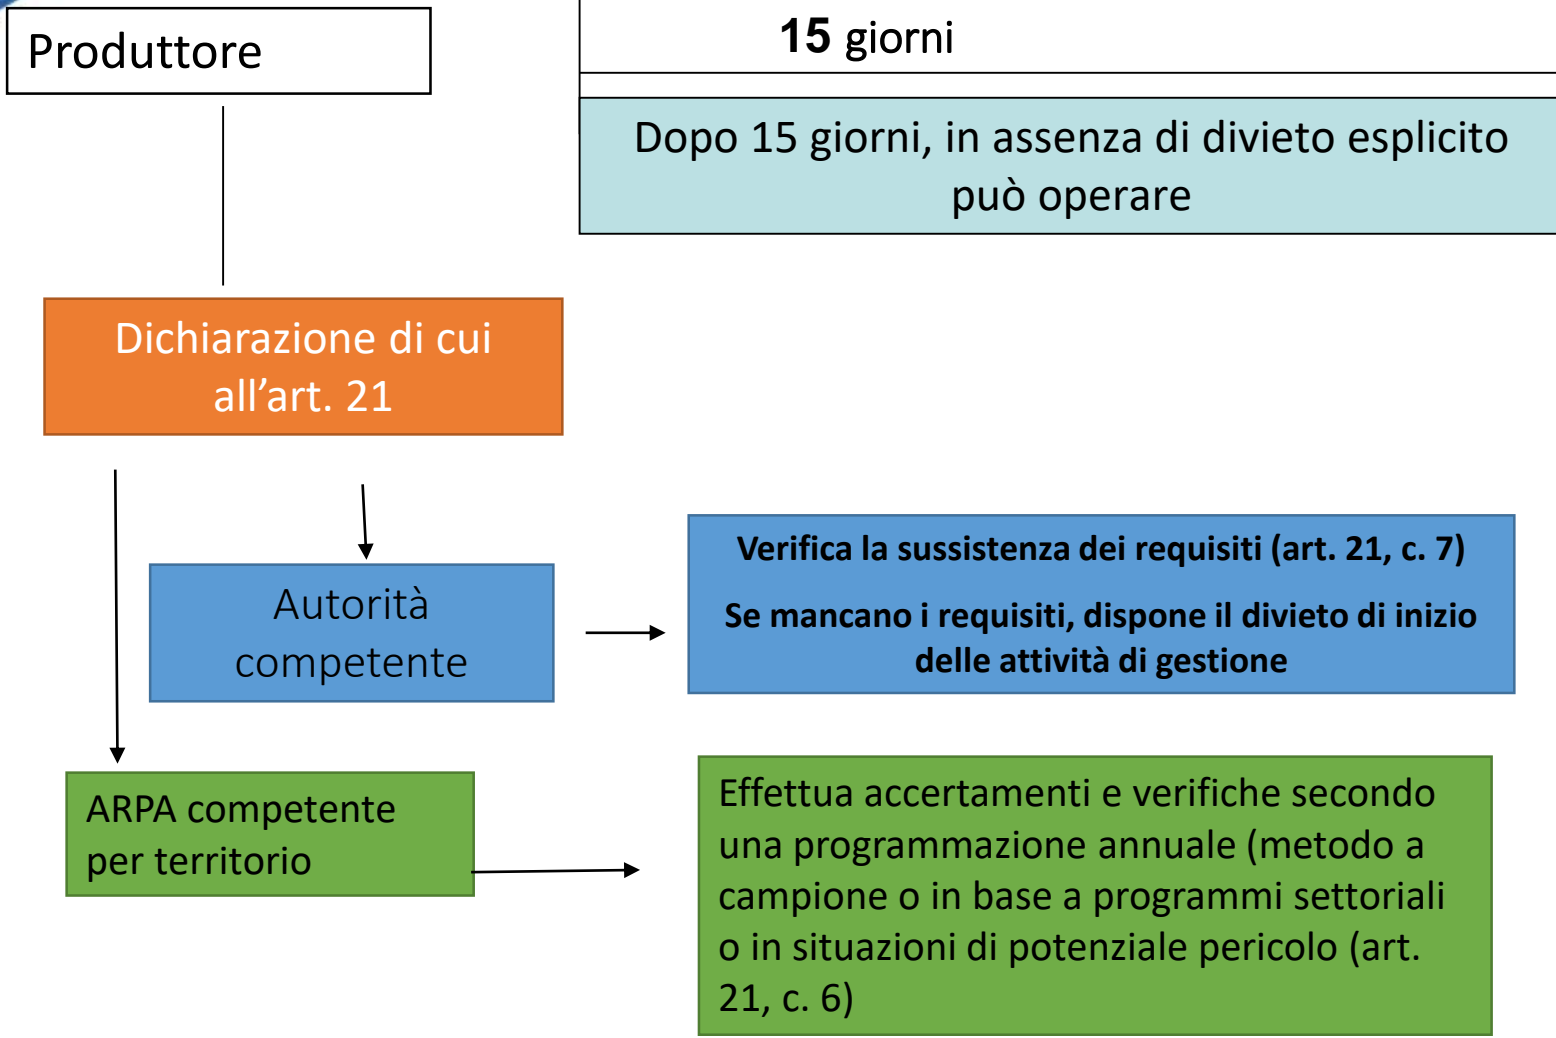 Produttore
15 giorni
Dopo 15 giorni, in assenza di divieto esplicito
può operare
Dichiarazione di cui
all’art. 21
Autorità
competente
Verifica la sussistenza dei requisiti (art. 21, c. 7)
Se mancano i requisiti, dispone il divieto di inizio
delle attività di gestione
ARPA competente
per territorio
Effettua accertamenti e verifiche secondo
una programmazione annuale (metodo a
campione o in base a programmi settoriali
o in situazioni di potenziale pericolo (art.
21, c. 6)